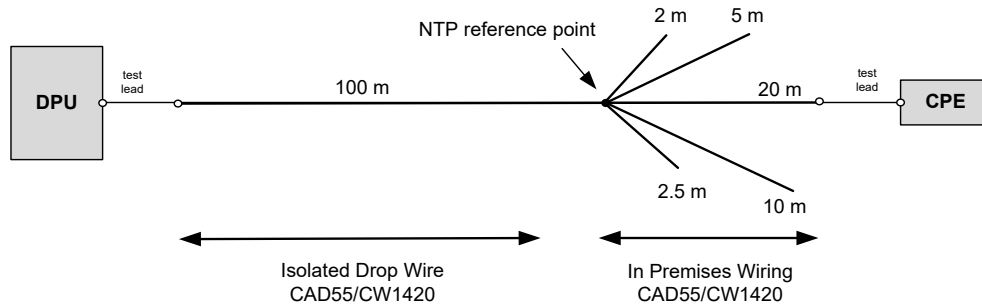 NTP reference point
2 m
5 m
DPU
test
lead
100 m
20 m
test
lead
CPE
2.5 m
10 m
Isolated Drop Wire
CAD55/CW1420
In Premises Wiring
CAD55/CW1420